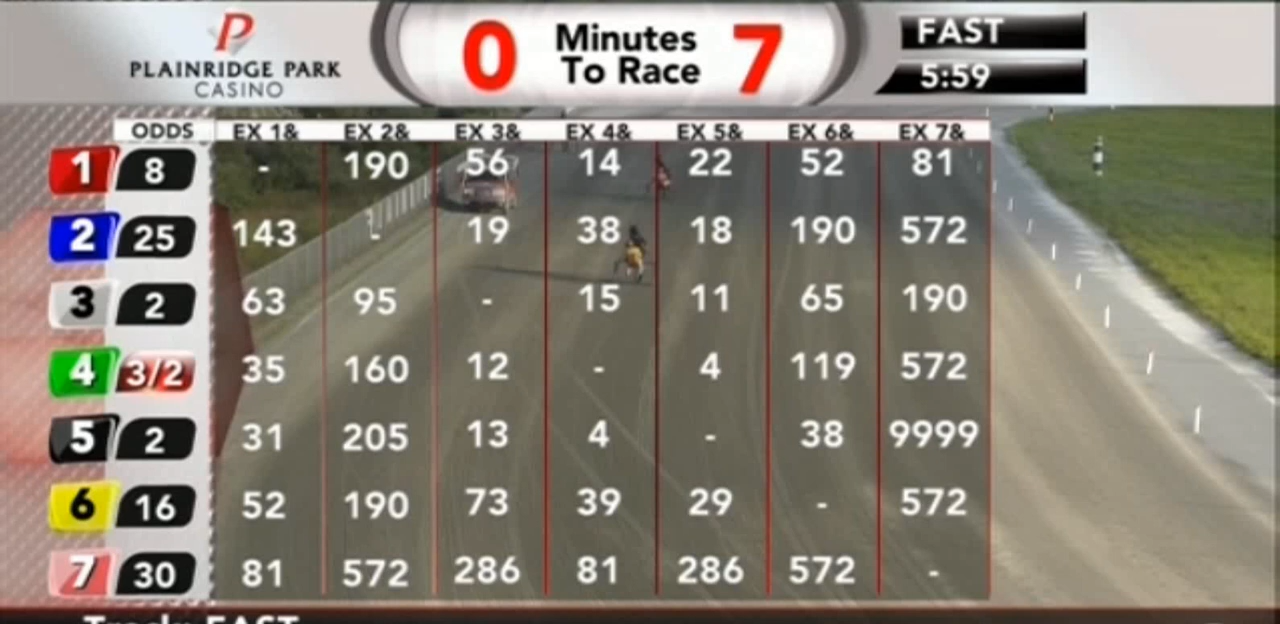 P
PLAINRIDGE PARK
CASINO
0 Minutes To Race 7
FAST
5:59
ODDS EX 1& EX 2& EX 3& EX 4& EX 5& EX 6& EX 7&
1 8 - 190 56 14 22 52 81
2 25 143 - 19 38 18 190 572
3 2 63 95 - 15 11 65 190
4 3/2 35 160 12 - 4 119 572
5 2 31 205 13 4 - 38 9999
6 16 52 190 73 39 29 - 572
7 30 81 572 286 81 286 572 -
Track: FAST